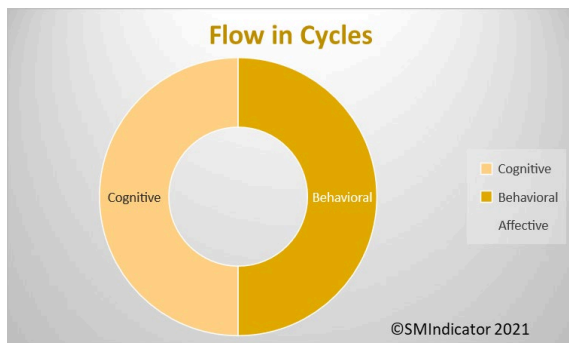 Flow in Cycles
Cognitive
Behavioral
Cognitive
Behavioral
Affective
©SMIndicator 2021